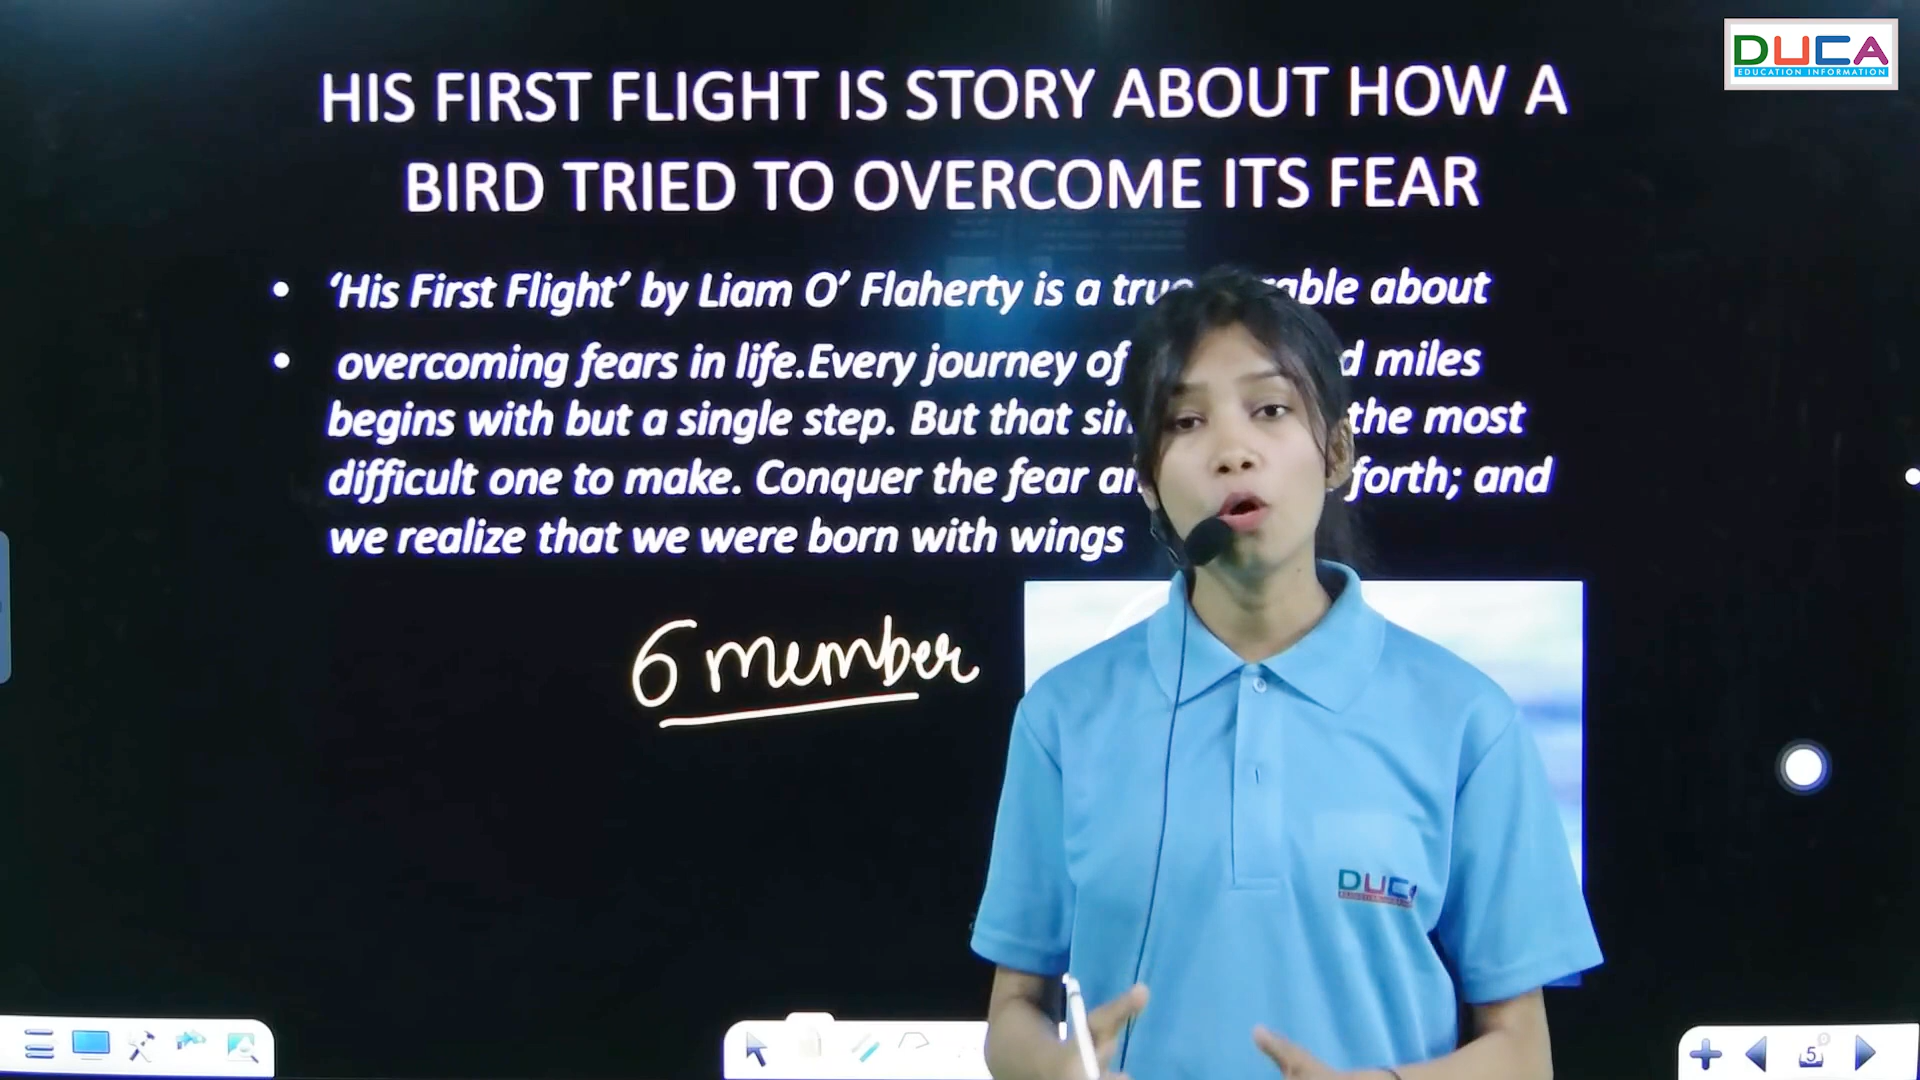 DUCA
EDUCATION INFORMATION
HIS FIRST FLIGHT IS STORY ABOUT HOW A
BIRD TRIED TO OVERCOME ITS FEAR
• ‘His First Flight’ by Liam O’ Flaherty is a about
• overcoming fears in life.Every journey of miles
begins with but a single step. But that the most
difficult one to make. Conquer the fear forth; and
we realize that we were born with wings
6 member
DUCA
5